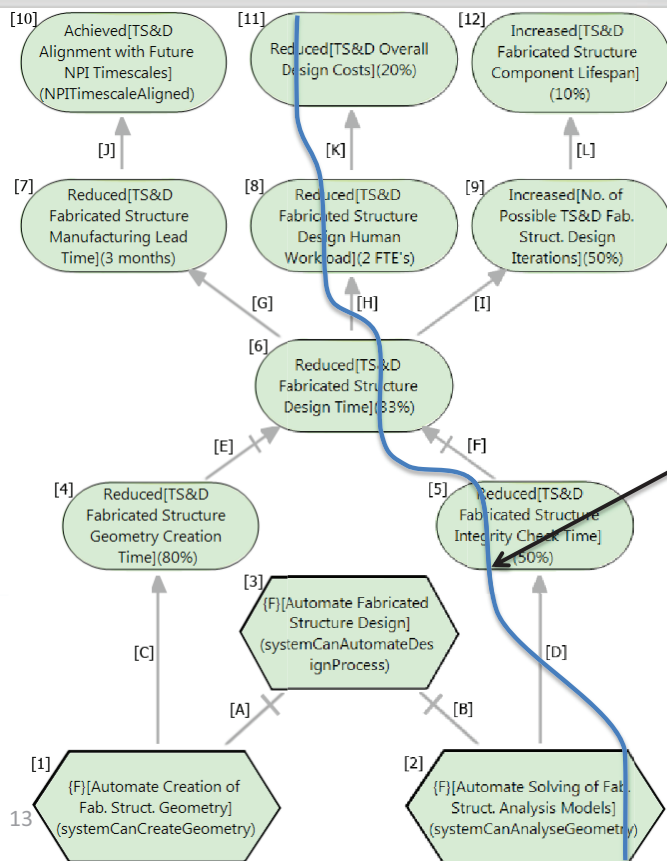 [10]
Achieved[TS&D
Alignment with Future
NPI Timescales]
(NPITimescaleAligned)
[11]
Reduced[TS&D Overall
Design Costs](20%)
[12]
Increased[TS&D
Fabricated Structure
Component Lifespan]
(10%)
[J]
[K]
[L]
[7]
Reduced[TS&D
Fabricated Structure
Manufacturing Lead
Time](3 months)
[8]
Reduced[TS&D
Fabricated Structure
Design Human
Workload](2 FTE's)
[9]
Increased[No. of
Possible TS&D Fab.
Struct. Design
Iterations](50%)
[G]
[H]
[I]
[6]
Reduced[TS&D
Fabricated Structure
Design Time](33%)
[E]
[F]
[4]
Reduced[TS&D
Fabricated Structure
Geometry Creation
Time](80%)
[5]
Reduced[TS&D
Fabricated Structure
Integrity Check Time]
(50%)
[3]
{F}[Automate Fabricated
Structure Design]
(systemCanAutomateDes
ignProcess)
[C]
[D]
[A]
[B]
[1]
{F}[Automate Creation of
Fab. Struct. Geometry]
(systemCanCreateGeometry)
[2]
{F}[Automate Solving of Fab.
Struct. Analysis Models]
(systemCanAnalyseGeometry)
13